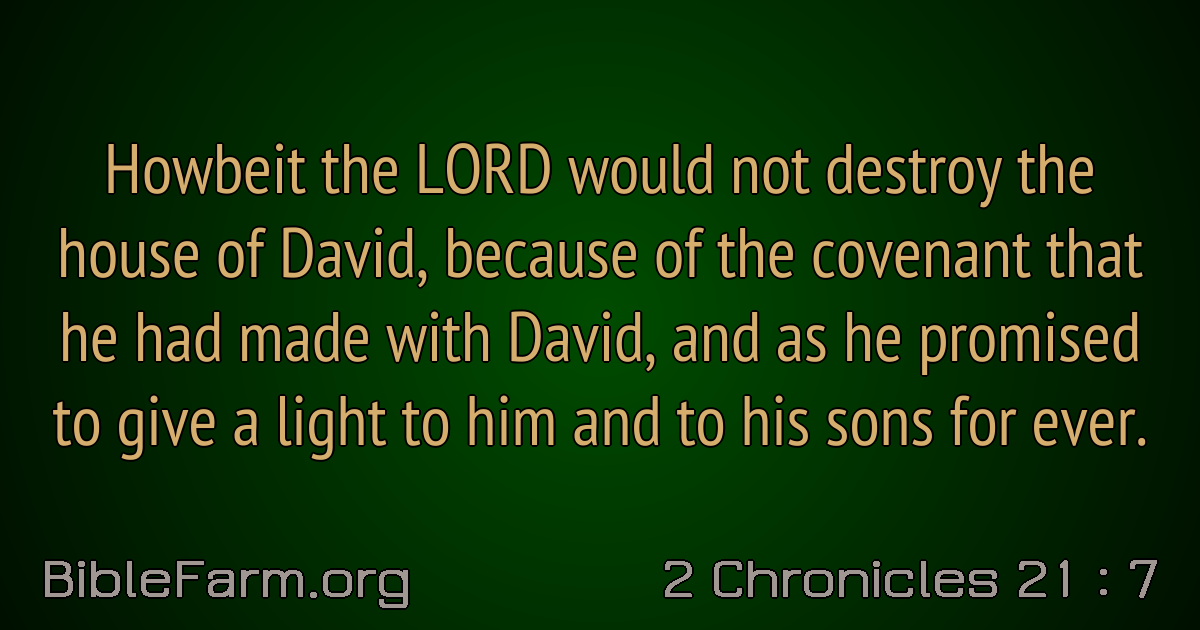 Howbeit the LORD would not destroy the
house of David, because of the covenant that
he had made with David, and as he promised
to give a light to him and to his sons for ever.
BibleFarm.org
2 Chronicles 21 : 7